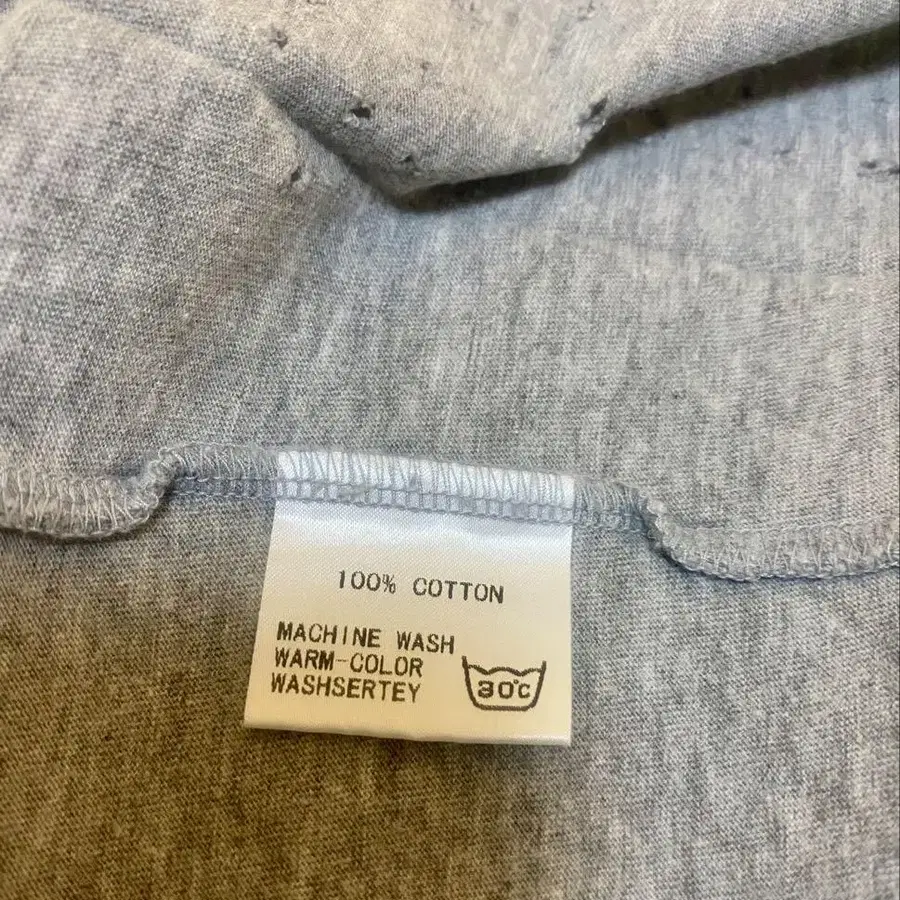 100% COTTON
MACHINE WASH
WARM-COLOR
WASHSERTEY
30℃